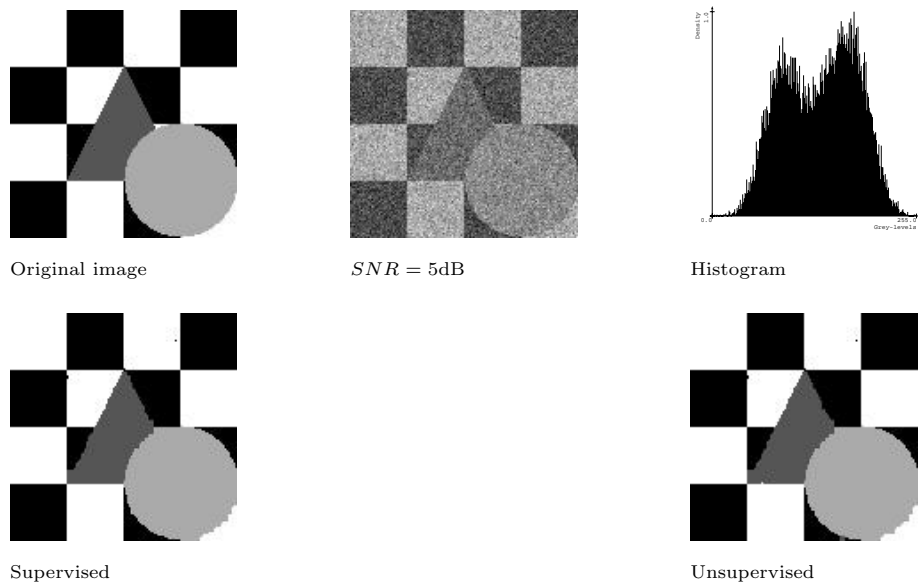 Density
1.0
0.0
255.0
Grey-levels
Original image
SNR = 5dB
Histogram
Supervised
Unsupervised